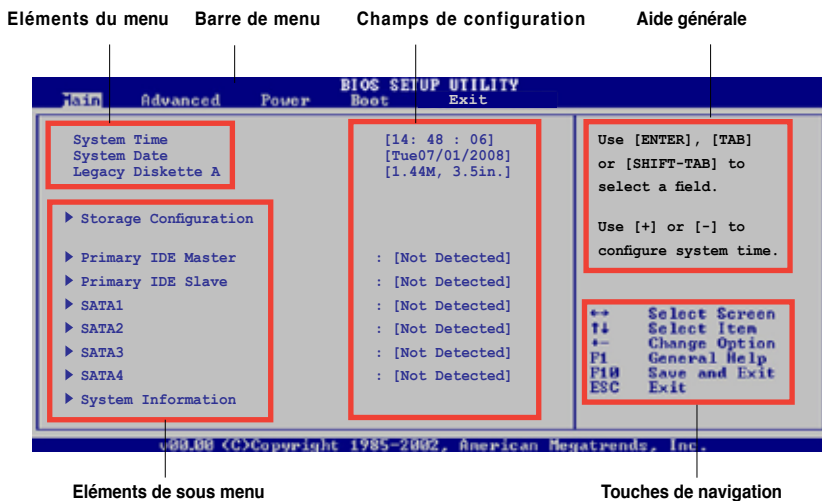 Eléments du menu Barre de menu Champs de configuration Aide générale
BIOS SETUP UTILITY
Main Advanced Power Boot Exit
System Time [14: 48 : 06]
System Date [Tue07/01/2008]
Legacy Diskette A [1.44M, 3.5in.]
Storage Configuration
Primary IDE Master : [Not Detected]
Primary IDE Slave : [Not Detected]
SATA1 : [Not Detected]
SATA2 : [Not Detected]
SATA3 : [Not Detected]
SATA4 : [Not Detected]
System Information
Use [ENTER], [TAB]
or [SHIFT-TAB] to
select a field.
Use [+] or [-] to
configure system time.
↔ Select Screen
↑↓ Select Item
+- Change Option
F1 General Help
F10 Save and Exit
ESC Exit
v00.00 (C)Copyright 1985-2002, American Megatrends, Inc.
Eléments de sous menu Touches de navigation